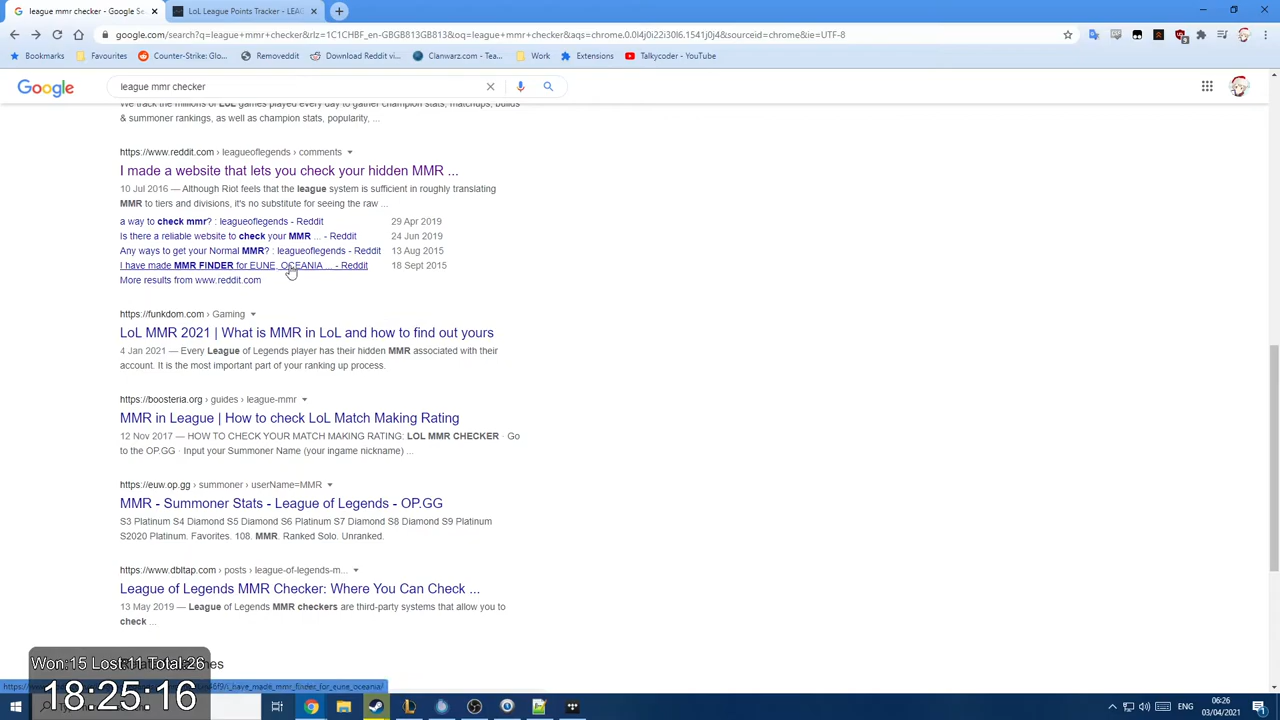 league mmr checker - Google Se
LoL League Points Tune - LEAG
google.com/search?q=league+mmr+checker&rlz=1C1CHBF_en-GBGB813GB813&oq=league+mmr+checker&aqs=chrome.0.0l4j0i22i30l6.1541j0j4&sourceid=chrome&ie=UTF-8
Bookmarks Favourites Counter-Strike: Glo... Removeddit Download Reddit vi... Clanwarz.com - Tea... Work Extensions Talkycoder - YouTube
Google league mmr checker
We track the millions of LoL games played every day to gather champion stats, matchups, builds
& summoner rankings, as well as champion stats, popularity, ...
https://www.reddit.com › leagueoflegends › comments
I made a website that lets you check your hidden MMR ...
10 Jul 2016 — Although Riot feels that the league system is sufficient in roughly translating
MMR to tiers and divisions, it's no substitute for seeing the raw ...
a way to check mmr? : leagueoflegends - Reddit 29 Apr 2019
Is there a reliable website to check your MMR ... - Reddit 24 Jun 2019
Any ways to get your Normal MMR? : leagueoflegends - Reddit 13 Aug 2015
I have made MMR FINDER for EUNE, OCEANIA ... - Reddit 18 Sept 2015
More results from www.reddit.com
https://funkdom.com › Gaming
LoL MMR 2021 | What is MMR in LoL and how to find out yours
4 Jan 2021 — Every League of Legends player has their hidden MMR associated with their
account. It is the most important part of your ranking up process.
https://boosteria.org › guides › league-mmr
MMR in League | How to check LoL Match Making Rating
12 Nov 2017 — HOW TO CHECK YOUR MATCH MAKING RATING: LOL MMR CHECKER · Go
to the OP.GG · Input your Summoner Name (your ingame nickname) ...
https://euw.op.gg › summoner › userName=MMR
MMR - Summoner Stats - League of Legends - OP.GG
S3 Platinum S4 Diamond S5 Diamond S6 Platinum S7 Diamond S8 Diamond S9 Platinum
S2020 Platinum. Favorites. 108. MMR. Ranked Solo. Unranked.
https://www.dbltap.com › posts › league-of-legends-m...
League of Legends MMR Checker: Where You Can Check ...
13 May 2019 — League of Legends MMR checkers are third-party systems that allow you to
check ...
Won:15 Lost:11 Total:26
18:25:16
ENG
06:26
03/04/2021